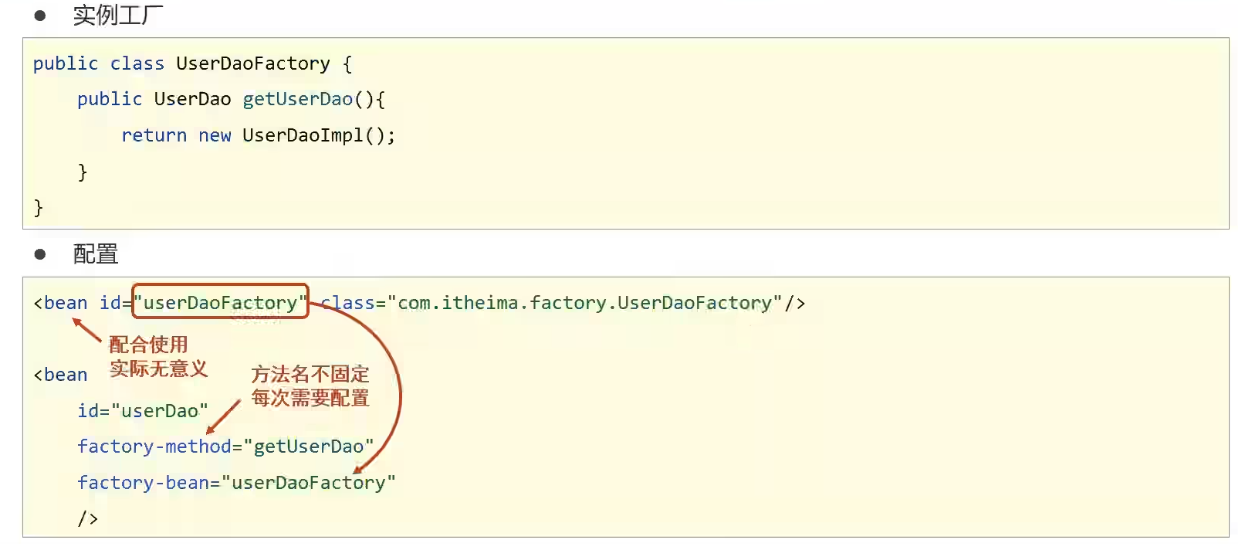 ● 实例工厂
public class UserDaoFactory {
    public UserDao getUserDao(){
        return new UserDaoImpl();
    }
}
● 配置
<bean id="userDaoFactory" class="com.itheima.factory.UserDaoFactory"/>
配合使用
实际无意义
<bean
方法名不固定
每次需要配置
    id="userDao"
    factory-method="getUserDao"
    factory-bean="userDaoFactory"
    />